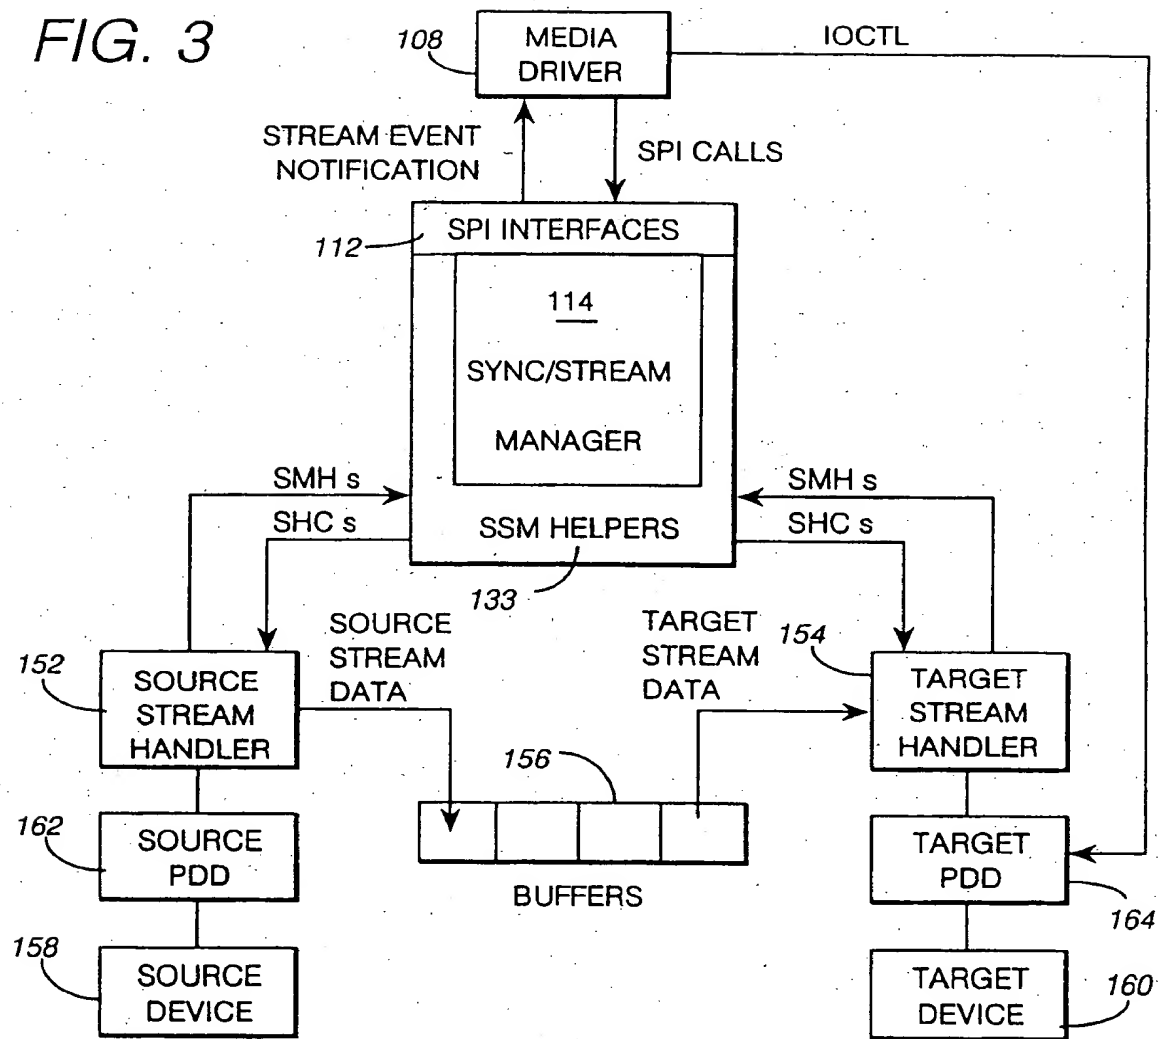 FIG. 3
108
MEDIA
DRIVER
IOCTL
STREAM EVENT
NOTIFICATION
SPI CALLS
112
SPI INTERFACES
114
SYNC/STREAM
MANAGER
SMH s
SHC s
SMH s
SHC s
SSM HELPERS
133
SOURCE
STREAM
DATA
TARGET
STREAM
DATA
152
SOURCE
STREAM
HANDLER
154
TARGET
STREAM
HANDLER
156
BUFFERS
162
SOURCE
PDD
TARGET
PDD
164
158
SOURCE
DEVICE
TARGET
DEVICE
160